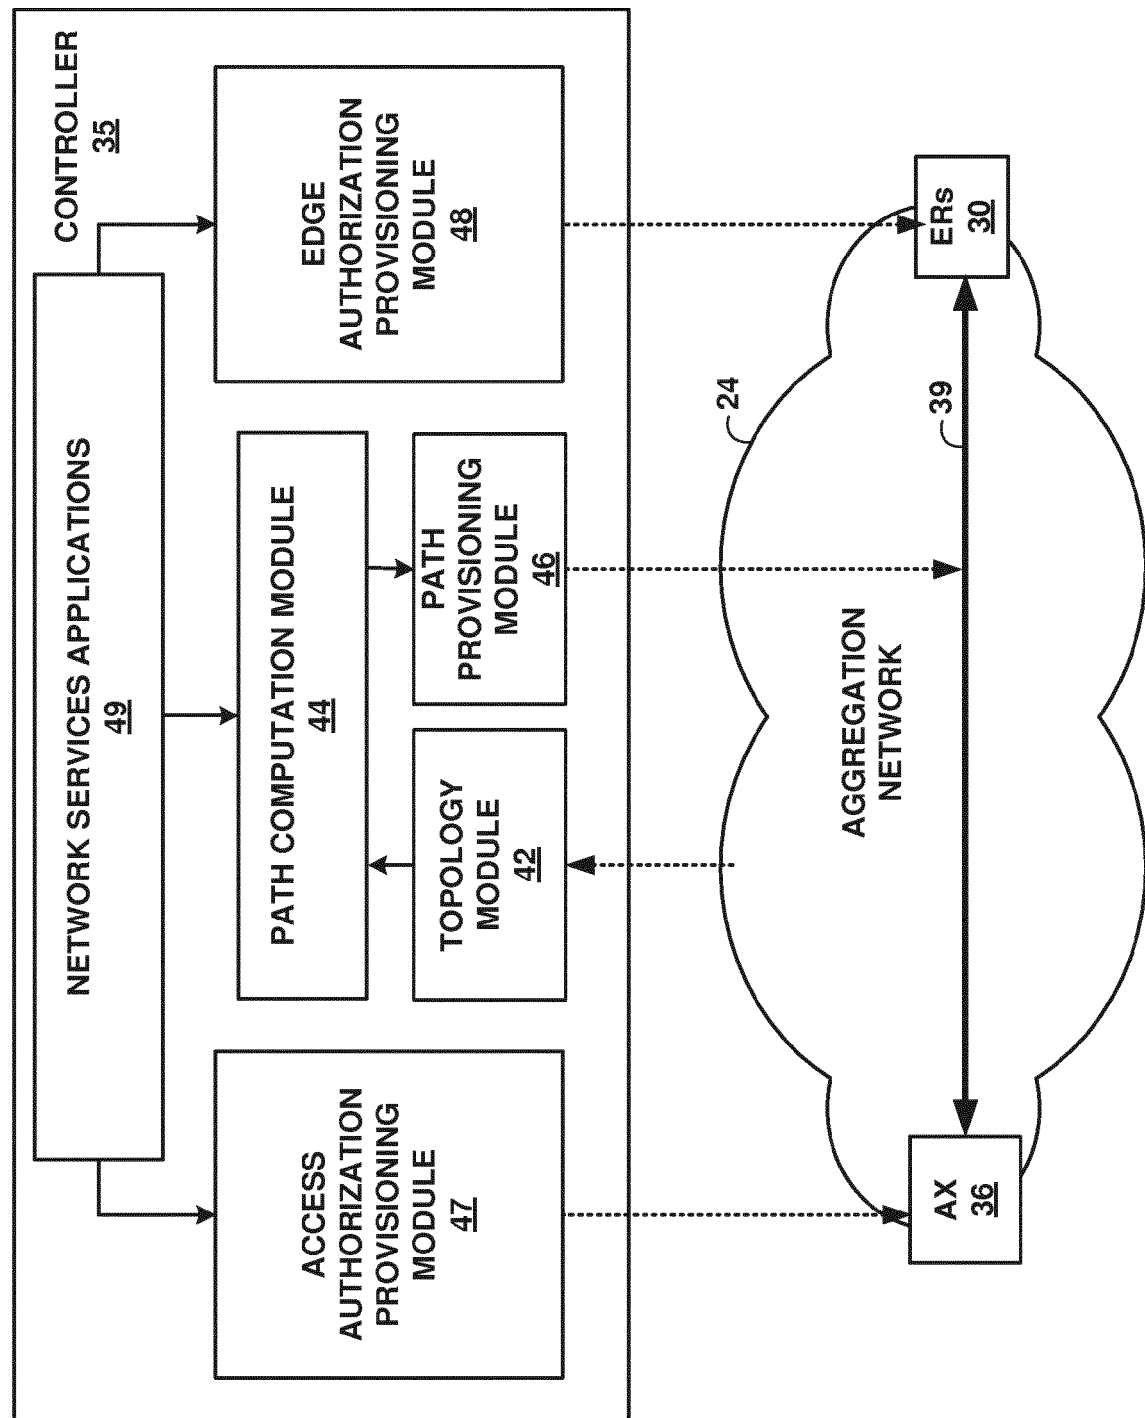 CONTROLLER
35
NETWORK SERVICES APPLICATIONS
49
ACCESS
AUTHORIZATION
PROVISIONING
MODULE
47
PATH COMPUTATION MODULE
44
TOPOLOGY
MODULE
42
PATH
PROVISIONING
MODULE
46
EDGE
AUTHORIZATION
PROVISIONING
MODULE
48
24
AGGREGATION
NETWORK
39
AX
36
ERs
30